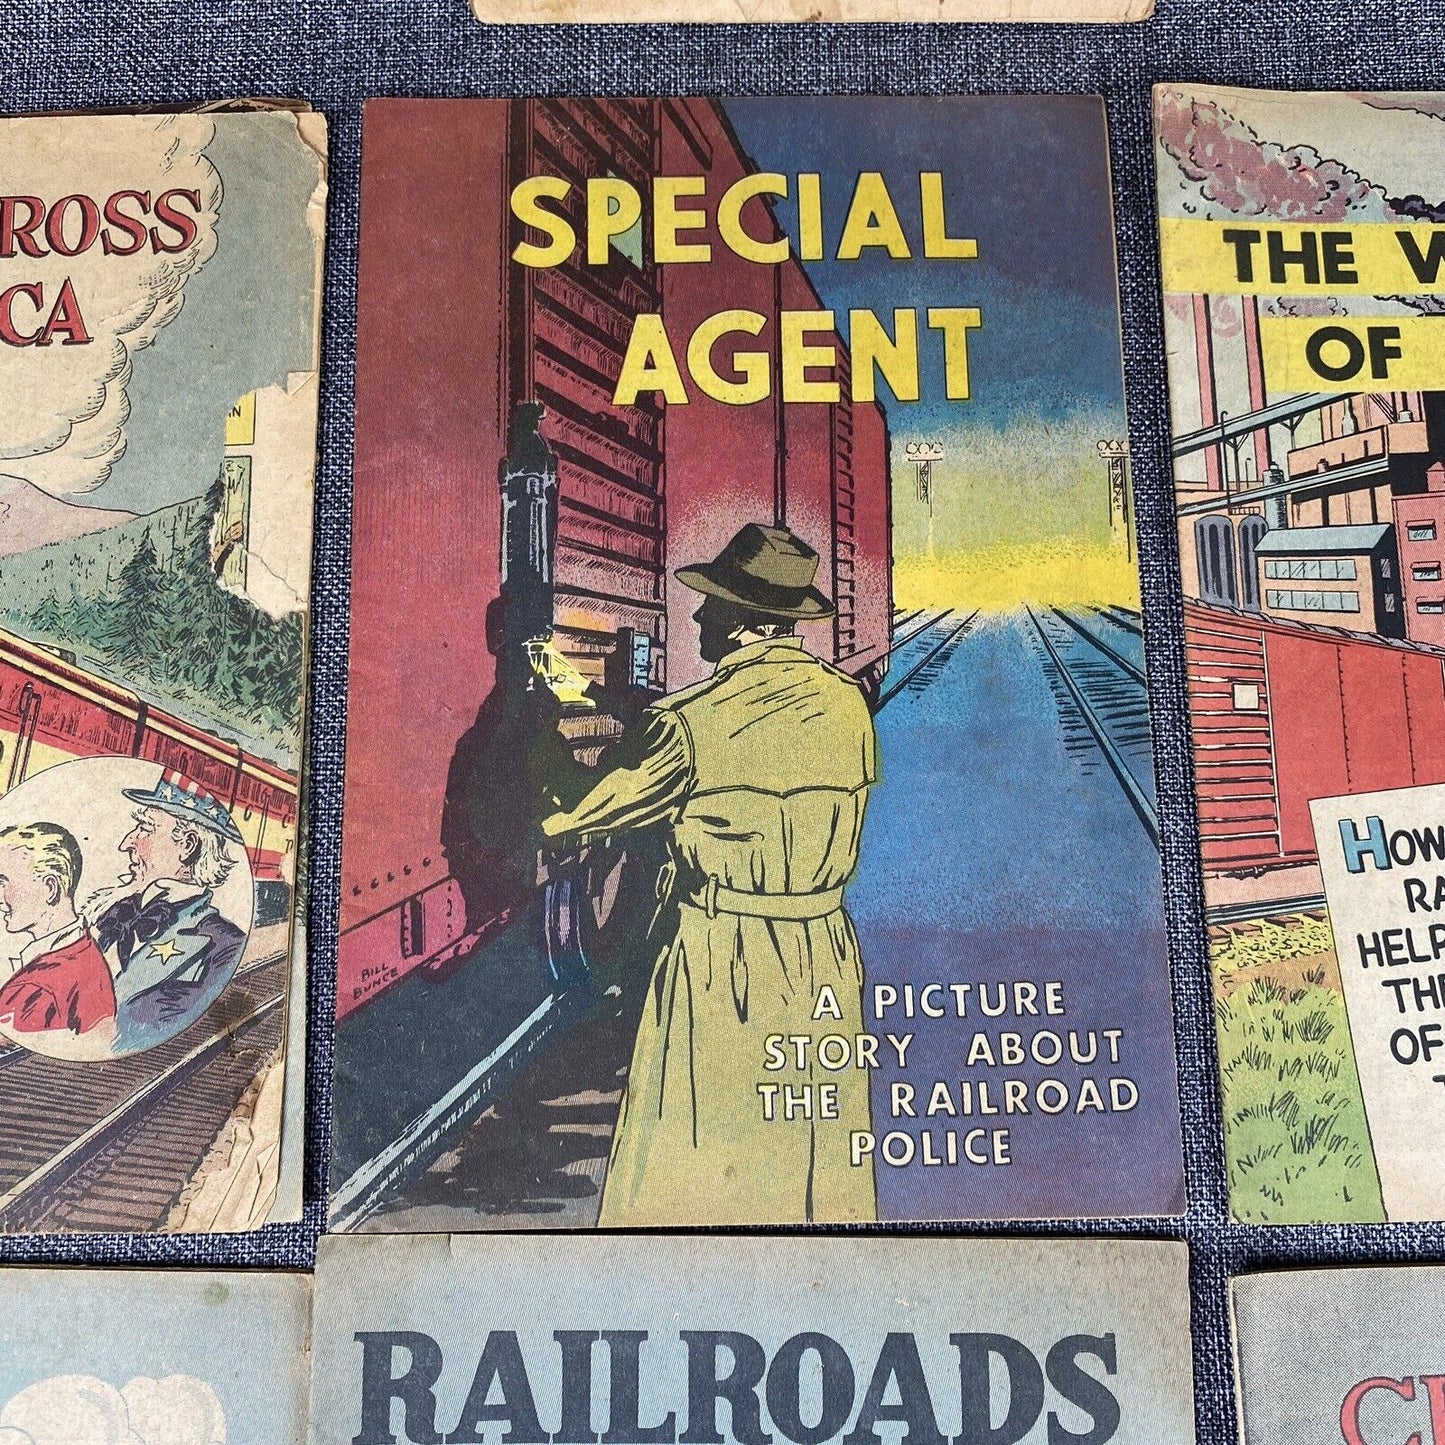 ROSS
CA
N
77
SPECIAL
AGENT
BILL
BUNCE
A PICTURE
STORY ABOUT
THE RAILROAD
POLICE
THE W
OF
HOW
RA
HELP
THE
OF
RAILROADS